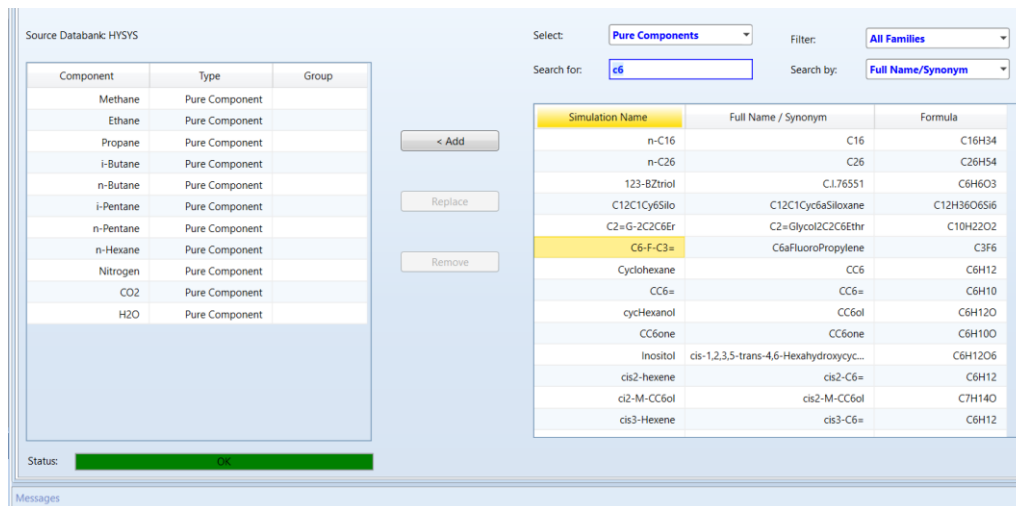 Source Databank: HYSYS
Select: Pure Components Filter: All Families
Search for: c6 Search by: Full Name/Synonym
Component Type Group
Methane Pure Component
Ethane Pure Component
Propane Pure Component
i-Butane Pure Component
n-Butane Pure Component
i-Pentane Pure Component
n-Pentane Pure Component
n-Hexane Pure Component
Nitrogen Pure Component
CO2 Pure Component
H2O Pure Component
< Add
Replace
Remove
Simulation Name Full Name / Synonym Formula
n-C16 C16 C16H34
n-C26 C26 C26H54
123-BZtriol C.I.76551 C6H6O3
C12C1Cy6Silo C12C1Cyc6aSiloxane C12H36O6Si6
C2=G-2C2C6Er C2=Glycol2C2C6Ethr C10H22O2
C6-F-C3= C6aFluoroPropylene C3F6
Cyclohexane CC6 C6H12
CC6= CC6= C6H10
cycHexanol CC6ol C6H12O
CC6one CC6one C6H10O
Inositol cis-1,2,3,5-trans-4,6-Hexahydroxycyc... C6H12O6
cis2-hexene cis2-C6= C6H12
ci2-M-CC6ol cis2-M-CC6ol C7H14O
cis3-Hexene cis3-C6= C6H12
Status: OK
Messages